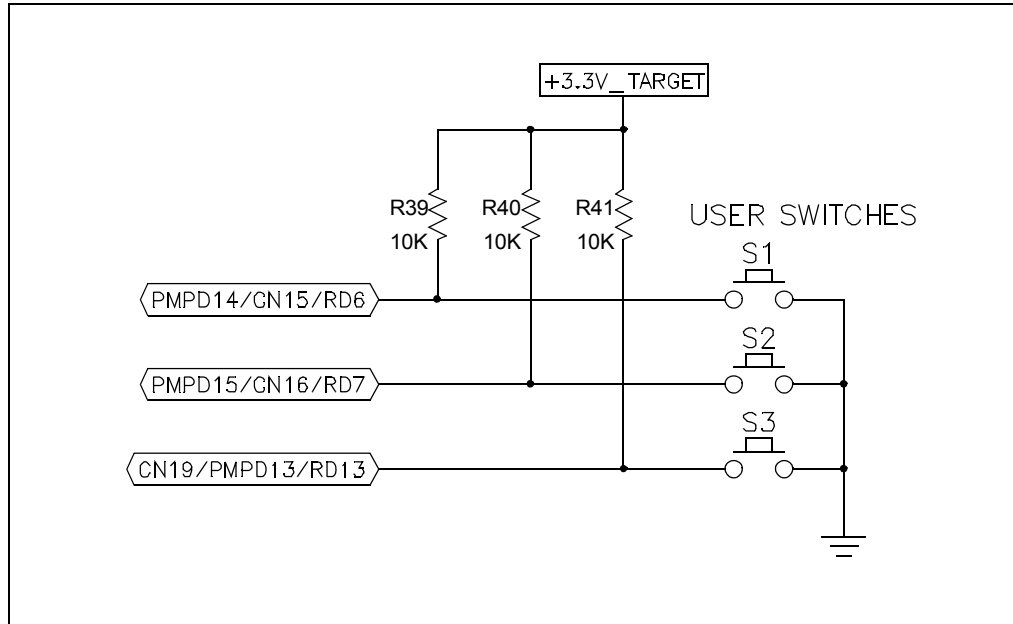 +3.3V_TARGET
R39
10K
R40
10K
R41
10K
USER SWITCHES
S1
PMPD14/CN15/RD6
S2
PMPD15/CN16/RD7
S3
CN19/PMPD13/RD13